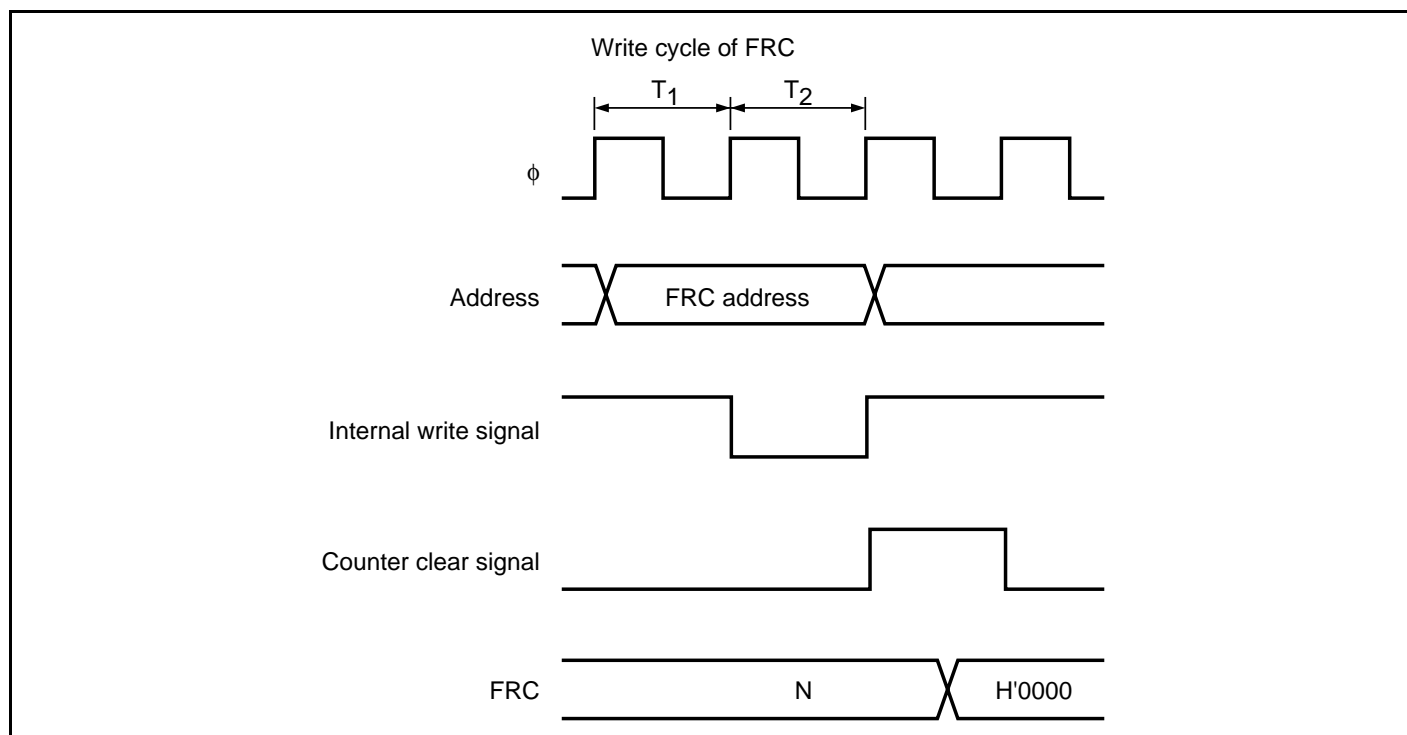 Write cycle of FRC
T1 T2
ϕ
Address FRC address
Internal write signal
Counter clear signal
FRC N H'0000